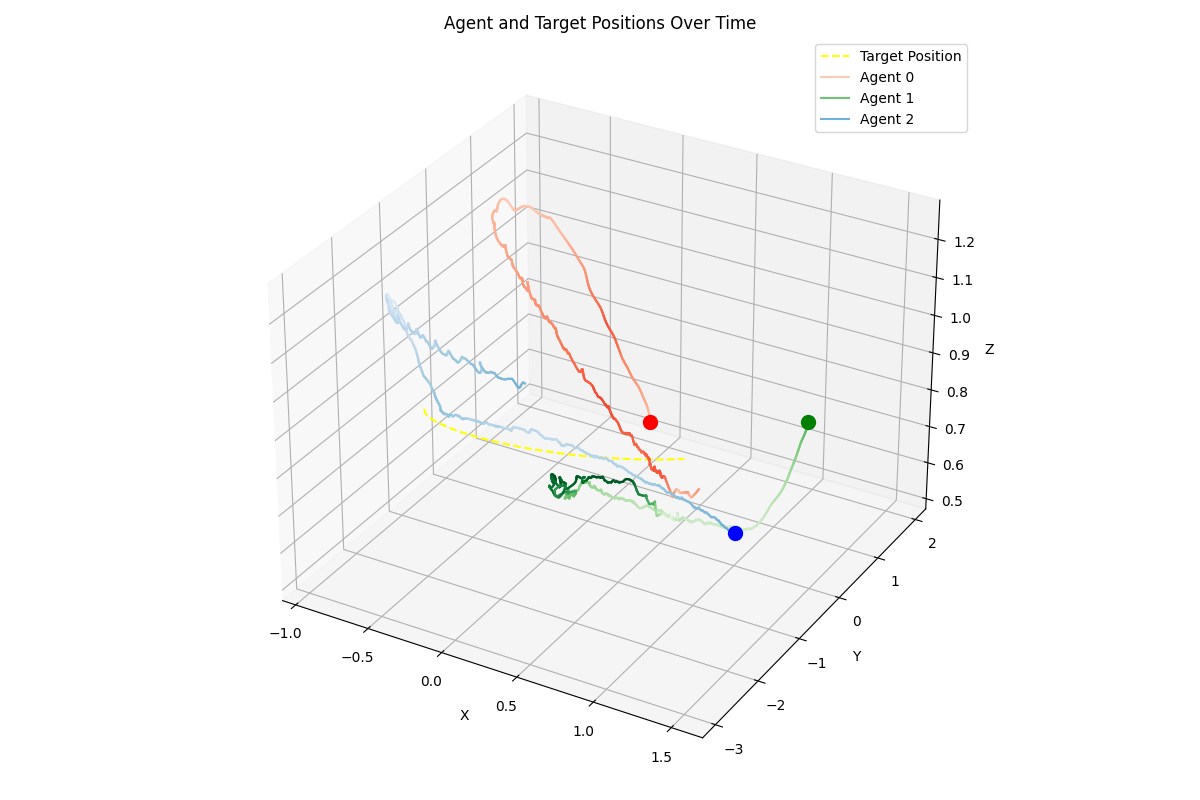 Agent and Target Positions Over Time
Target Position
Agent 0
Agent 1
Agent 2
1.2
1.1
1.0
0.9
0.8
0.7
0.6
0.5
Z
2
1
0
−1
−2
−3
Y
−1.0
−0.5
0.0
0.5
1.0
1.5
X